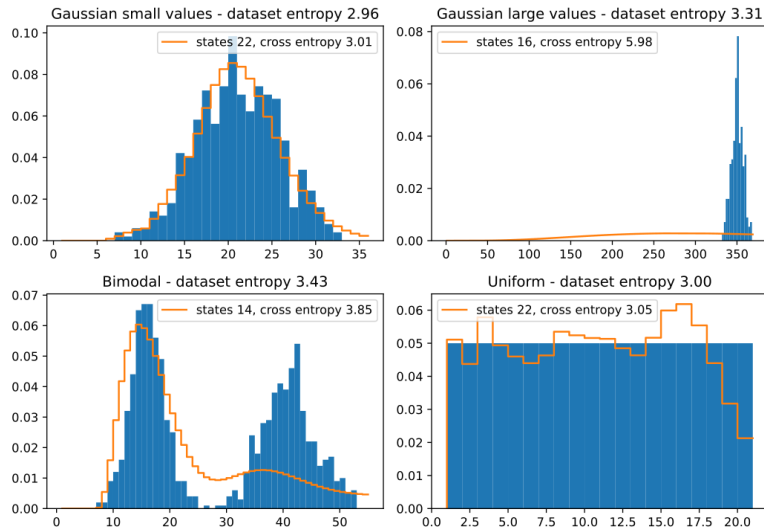 Gaussian small values - dataset entropy 2.96
states 22, cross entropy 3.01
0.10
0.08
0.06
0.04
0.02
0.00
0 5 10 15 20 25 30 35
Gaussian large values - dataset entropy 3.31
states 16, cross entropy 5.98
0.08
0.06
0.04
0.02
0.00
0 50 100 150 200 250 300 350
Bimodal - dataset entropy 3.43
states 14, cross entropy 3.85
0.07
0.06
0.05
0.04
0.03
0.02
0.01
0.00
0 10 20 30 40 50
Uniform - dataset entropy 3.00
states 22, cross entropy 3.05
0.06
0.05
0.04
0.03
0.02
0.01
0.00
0.0 2.5 5.0 7.5 10.0 12.5 15.0 17.5 20.0